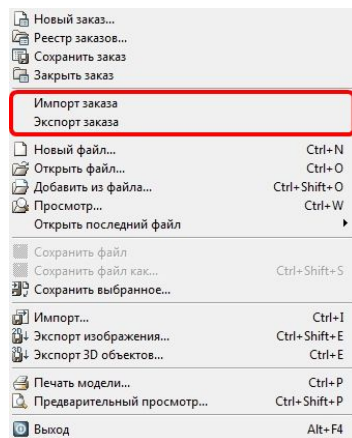 Новый заказ...
Реестр заказов...
Сохранить заказ
Закрыть заказ
Импорт заказа
Экспорт заказа
Новый файл... Ctrl+N
Открыть файл... Ctrl+O
Добавить из файла... Ctrl+Shift+O
Просмотр... Ctrl+W
Открыть последний файл
Сохранить файл
Сохранить файл как... Ctrl+Shift+S
Сохранить выбранное...
Импорт... Ctrl+I
Экспорт изображения... Ctrl+Shift+E
Экспорт 3D объектов... Ctrl+E
Печать модели... Ctrl+P
Предварительный просмотр... Ctrl+Shift+P
Выход Alt+F4